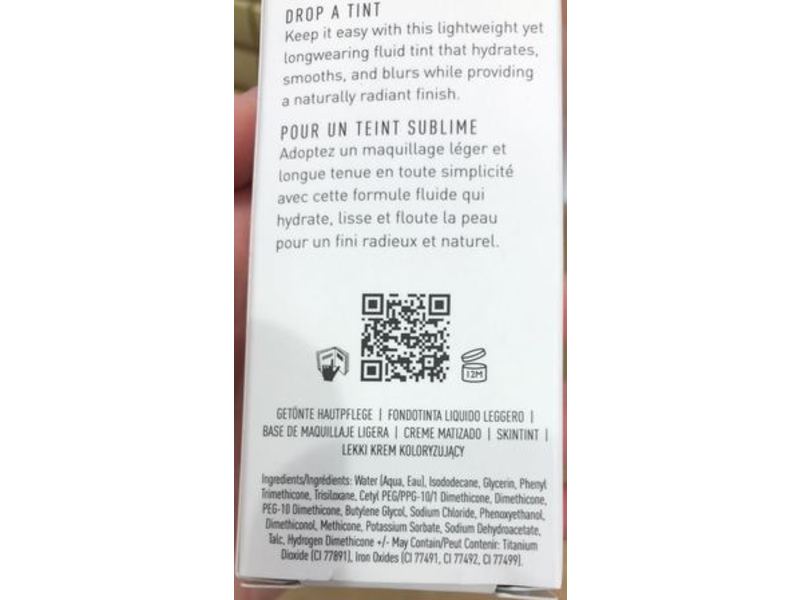 DROP A TINT
Keep it easy with this lightweight yet
longwearing fluid tint that hydrates,
smooths, and blurs while providing
a naturally radiant finish.
POUR UN TEINT SUBLIME
Adoptez un maquillage léger et
longue tenue en toute simplicité
avec cette formule fluide qui
hydrate, lisse et floute la peau
pour un fini radieux et naturel.
12M
GETÖNTE HAUTPFLEGE | FONDOTINTA LIQUIDO LEGGERO |
BASE DE MAQUILLAJE LIGERA | CREME MATIZADO | SKINTINT |
LEKKI KREM KOLORYZUJĄCY
Ingredients/Ingrédients: Water (Aqua, Eau), Isododecane, Glycerin, Phenyl
Trimethicone, Trisiloxane, Cetyl PEG/PPG-10/1 Dimethicone, Dimethicone,
PEG-10 Dimethicone, Butylene Glycol, Sodium Chloride, Phenoxyethanol,
Dimethiconol, Methicone, Potassium Sorbate, Sodium Dehydroacetate,
Talc, Hydrogen Dimethicone +/- May Contain/Peut Contenir: Titanium
Dioxide (CI 77891), Iron Oxides (CI 77491, CI 77492, CI 77499).